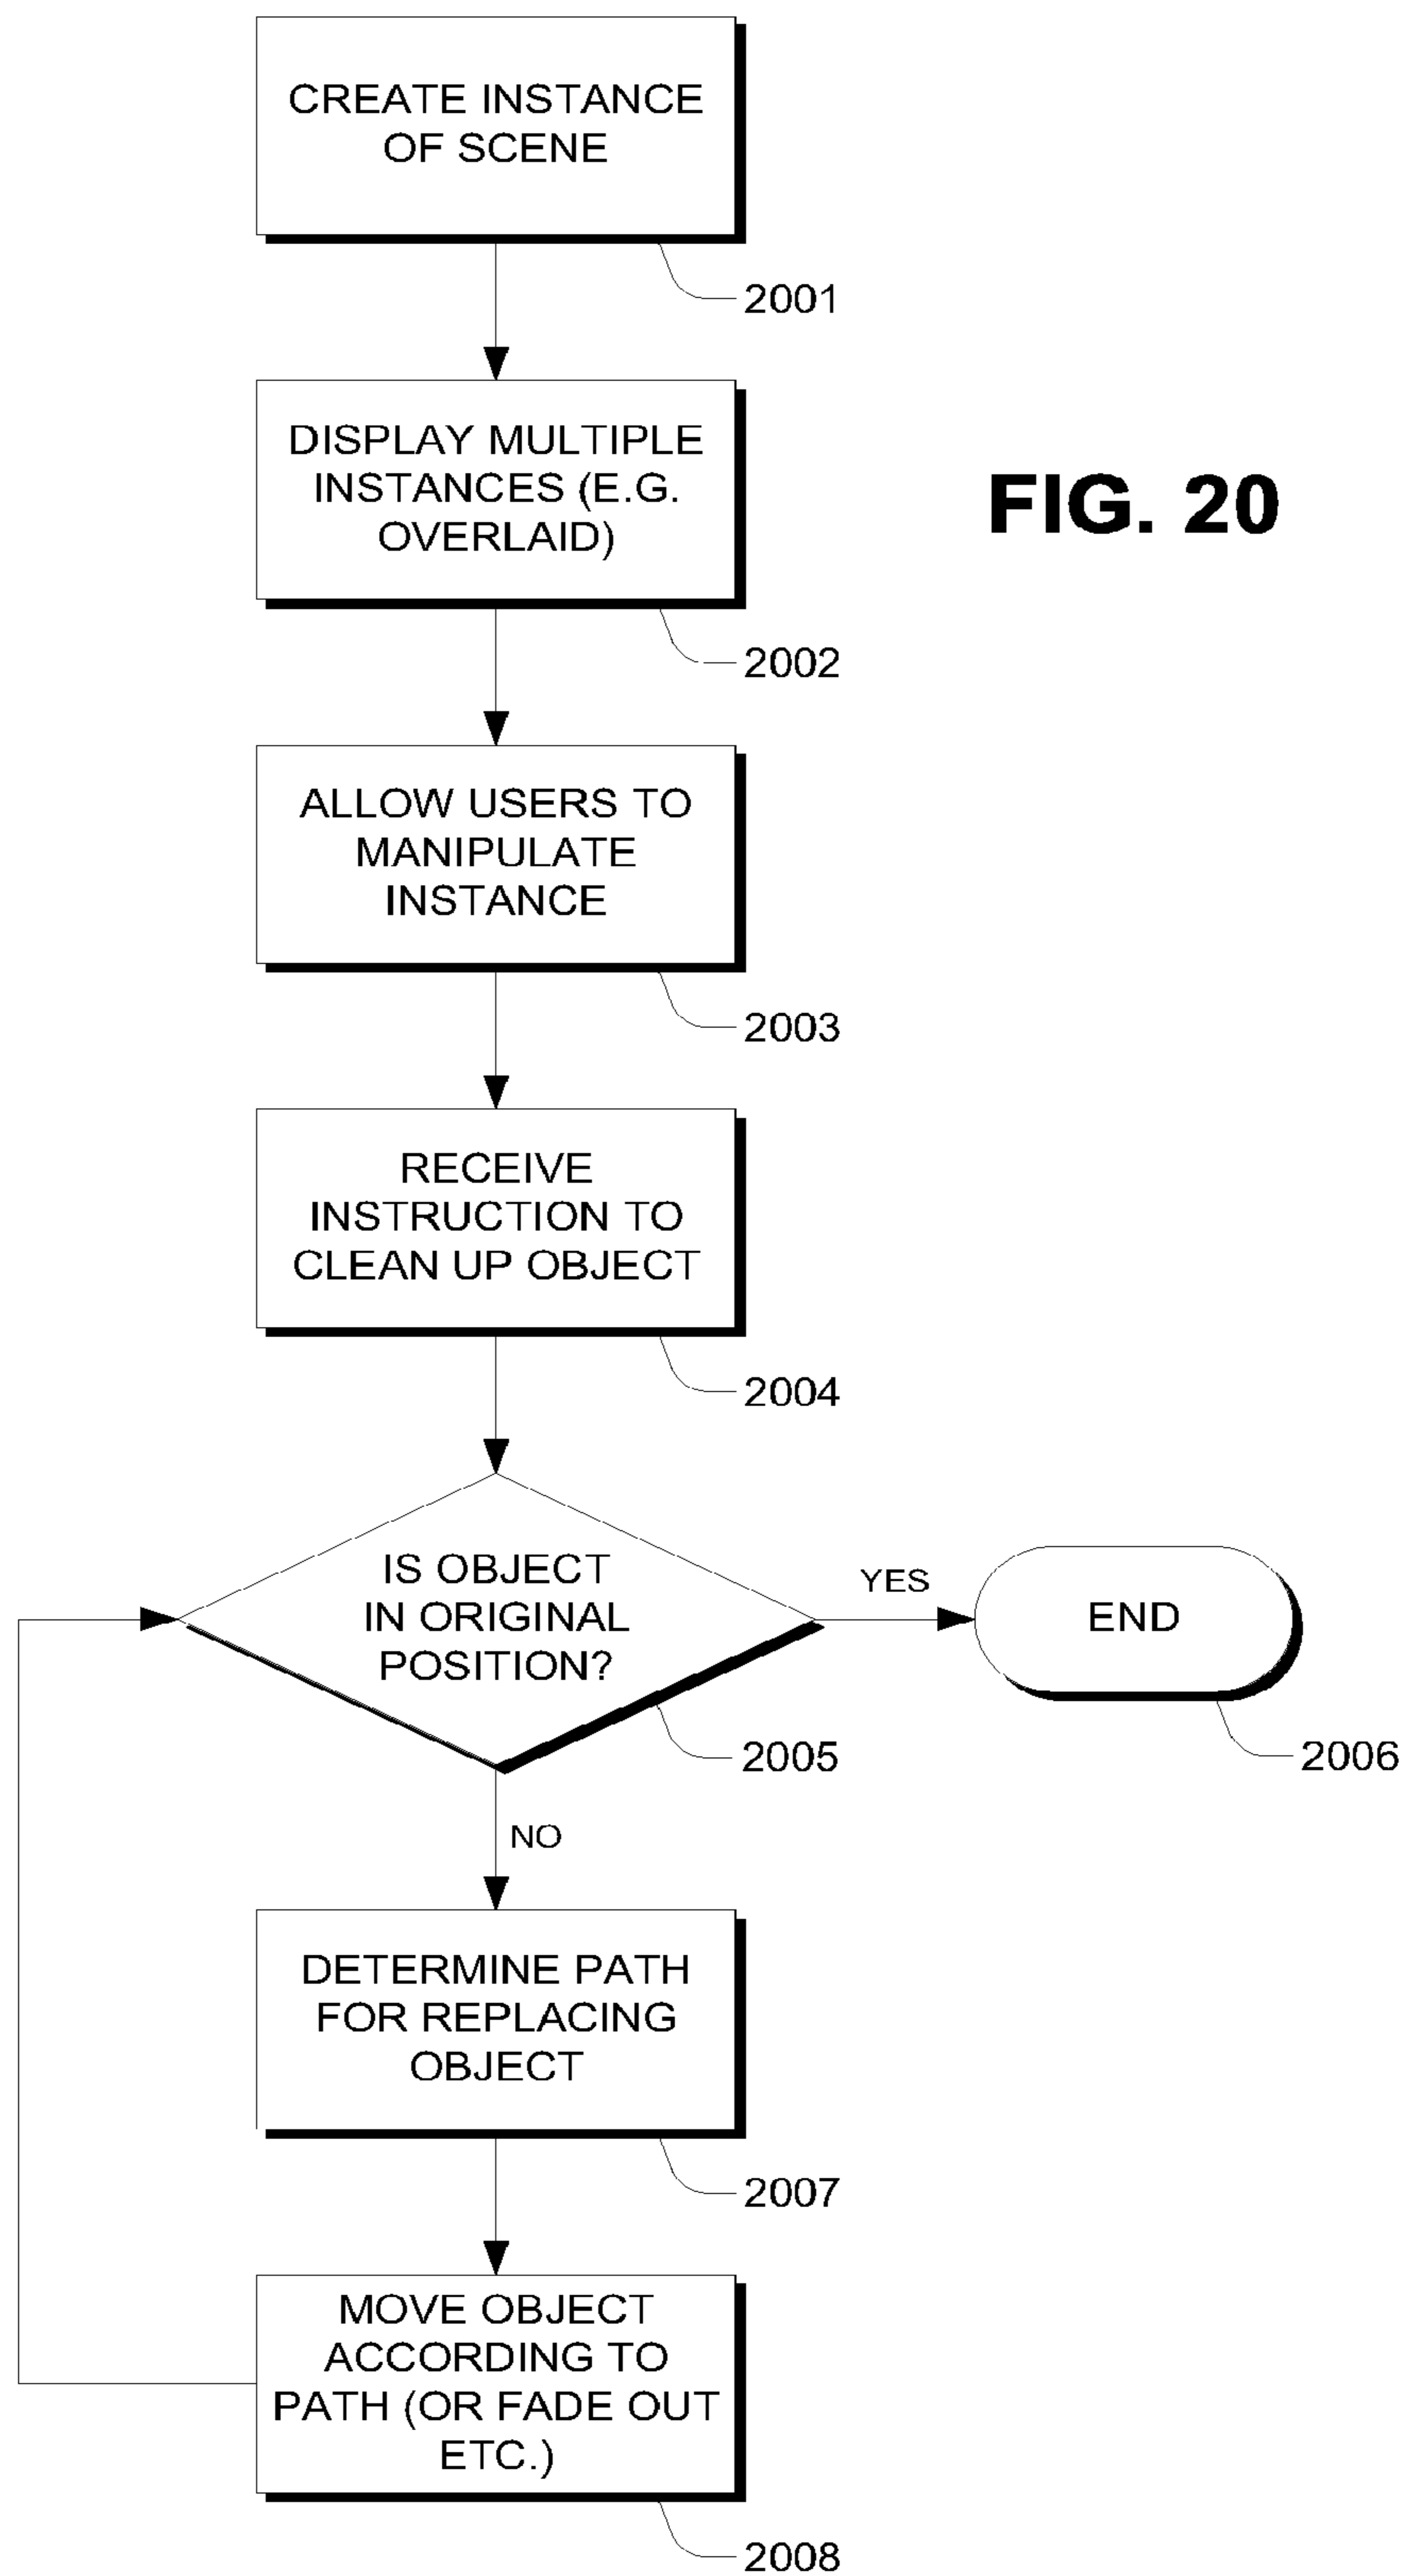 CREATE INSTANCE
OF SCENE
2001
DISPLAY MULTIPLE
INSTANCES (E.G.
OVERLAID)
FIG. 20
2002
ALLOW USERS TO
MANIPULATE
INSTANCE
2003
RECEIVE
INSTRUCTION TO
CLEAN UP OBJECT
2004
IS OBJECT
IN ORIGINAL
POSITION?
YES
END
2005
2006
NO
DETERMINE PATH
FOR REPLACING
OBJECT
2007
MOVE OBJECT
ACCORDING TO
PATH (OR FADE OUT
ETC.)
2008